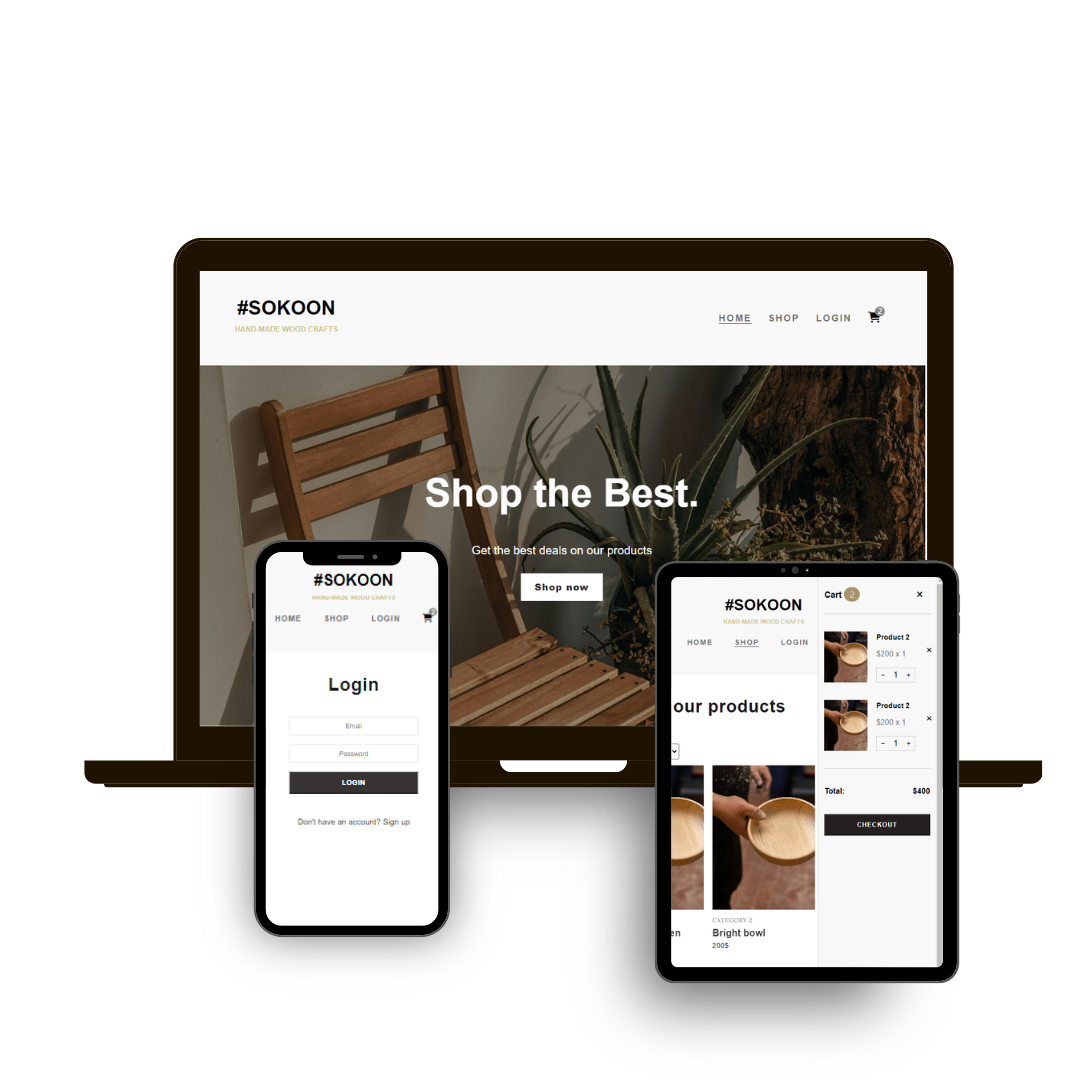 #SOKOON
HAND-MADE WOOD CRAFTS
HOME SHOP LOGIN 2
Shop the Best.
Get the best deals on our products
Shop now
#SOKOON
HAND-MADE WOOD CRAFTS
HOME SHOP LOGIN 2
Login
Email
Password
LOGIN
Don't have an account? Sign up
#SOKOON
HAND-MADE WOOD CRAFTS
HOME SHOP LOGIN
our products
en
CATEGORY 2
Bright bowl
200$
Cart 2 ×
Product 2
$200 x 1 ×
- 1 +
Product 2
$200 x 1 ×
- 1 +
Total: $400
CHECKOUT